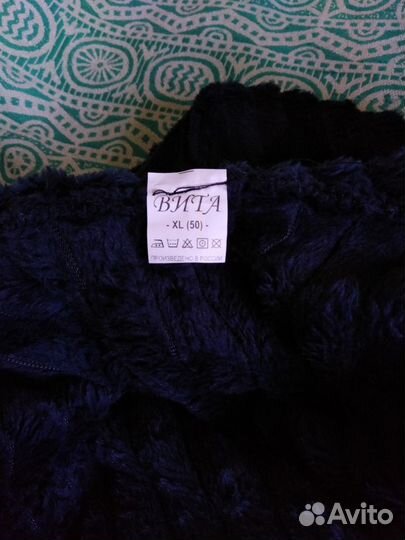 ВИТА
- XL (50) -
ПРОИЗВЕДЕНО В РОССИИ
Avito